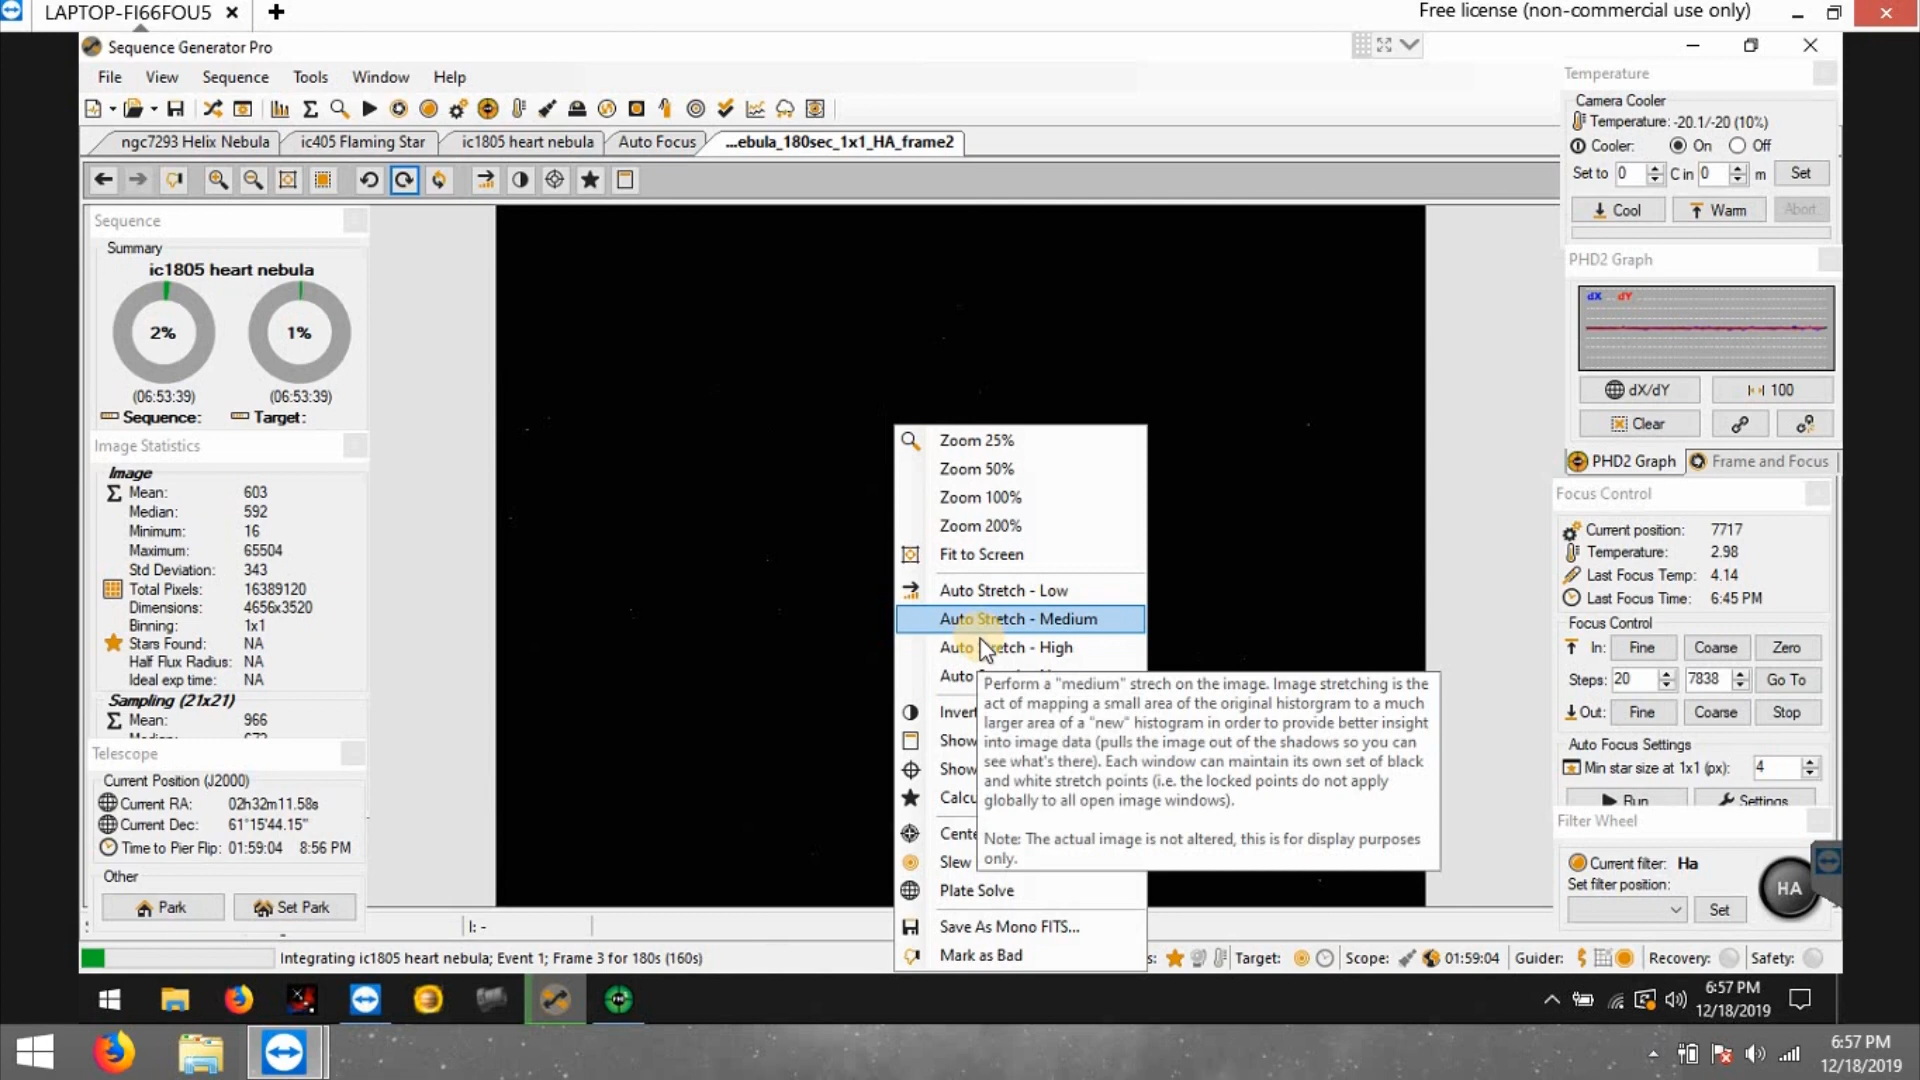 LAPTOP-FI66FOU5
Free license (non-commercial use only)
Sequence Generator Pro
File View Sequence Tools Window Help
ngc7293 Helix Nebula
ic405 Flaming Star
ic1805 heart nebula
Auto Focus
...ebula_180sec_1x1_HA_frame2
Sequence
Summary
ic1805 heart nebula
2% 1%
(06:53:39) (06:53:39)
Sequence: Target:
Image Statistics
Image
Mean: 603
Median: 592
Minimum: 16
Maximum: 65504
Std Deviation: 343
Total Pixels: 16389120
Dimensions: 4656x3520
Binning: 1x1
Stars Found: NA
Half Flux Radius: NA
Ideal exp time: NA
Sampling (21x21)
Mean: 966
Telescope
Current Position (J2000)
Current RA: 02h32m11.58s
Current Dec: 61°15'44.15"
Time to Pier Flip: 01:59:04 8:56 PM
Other
Park Set Park
I: -
Zoom 25%
Zoom 50%
Zoom 100%
Zoom 200%
Fit to Screen
Auto Stretch - Low
Auto Stretch - Medium
Auto Stretch - High
Auto
Invert
Show
Show
Calcu
Cente
Slew
Plate Solve
Save As Mono FITS...
Mark as Bad
Perform a "medium" strech on the image. Image stretching is the
act of mapping a small area of the original historgram to a much
larger area of a "new" histogram in order to provide better insight
into image data (pulls the image out of the shadows so you can
see what's there). Each window can maintain its own set of black
and white stretch points (i.e. the locked points do not apply
globally to all open image windows).
Note: The actual image is not altered, this is for display purposes
only.
Temperature
Camera Cooler
Temperature: -20.1/-20 (10%)
Cooler: On Off
Set to 0 C in 0 m Set
Cool Warm Abort
PHD2 Graph
dX dY
dX/dY 100
Clear
PHD2 Graph Frame and Focus
Focus Control
Current position: 7717
Temperature: 2.98
Last Focus Temp: 4.14
Last Focus Time: 6:45 PM
Focus Control
In: Fine Coarse Zero
Steps: 20 7838 Go To
Out: Fine Coarse Stop
Auto Focus Settings
Min star size at 1x1 (px): 4
Run Settings
Filter Wheel
Current filter: Ha
Set filter position:
Set
HA
Integrating ic1805 heart nebula; Event 1; Frame 3 for 180s (160s)
s: Target: Scope: 01:59:04 Guider: Recovery: Safety:
6:57 PM
12/18/2019
6:57 PM
12/18/2019